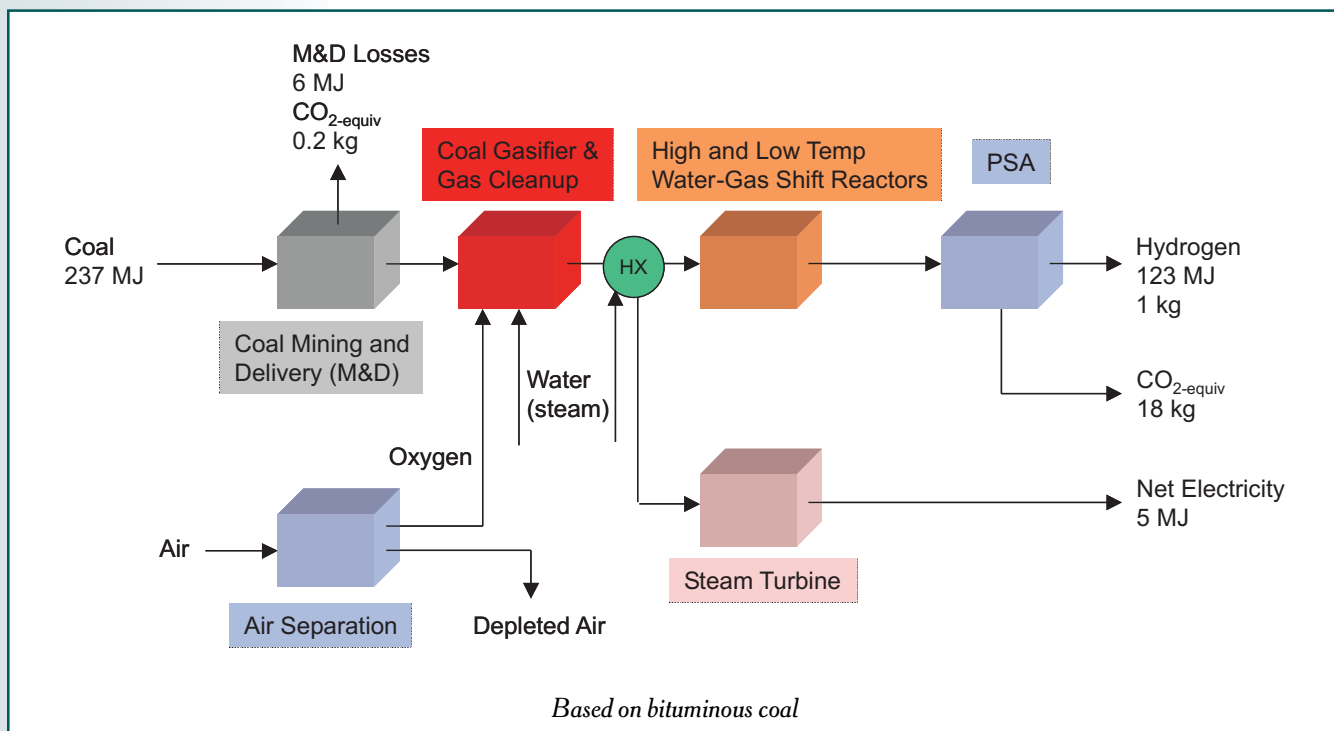 M&D Losses
6 MJ
CO2-equiv
0.2 kg
Coal Gasifier &
Gas Cleanup
High and Low Temp
Water-Gas Shift Reactors
PSA
Coal
237 MJ
HX
Hydrogen
123 MJ
1 kg
Coal Mining and
Delivery (M&D)
Water
(steam)
CO2-equiv
18 kg
Oxygen
Net Electricity
5 MJ
Air
Steam Turbine
Air Separation
Depleted Air
Based on bituminous coal